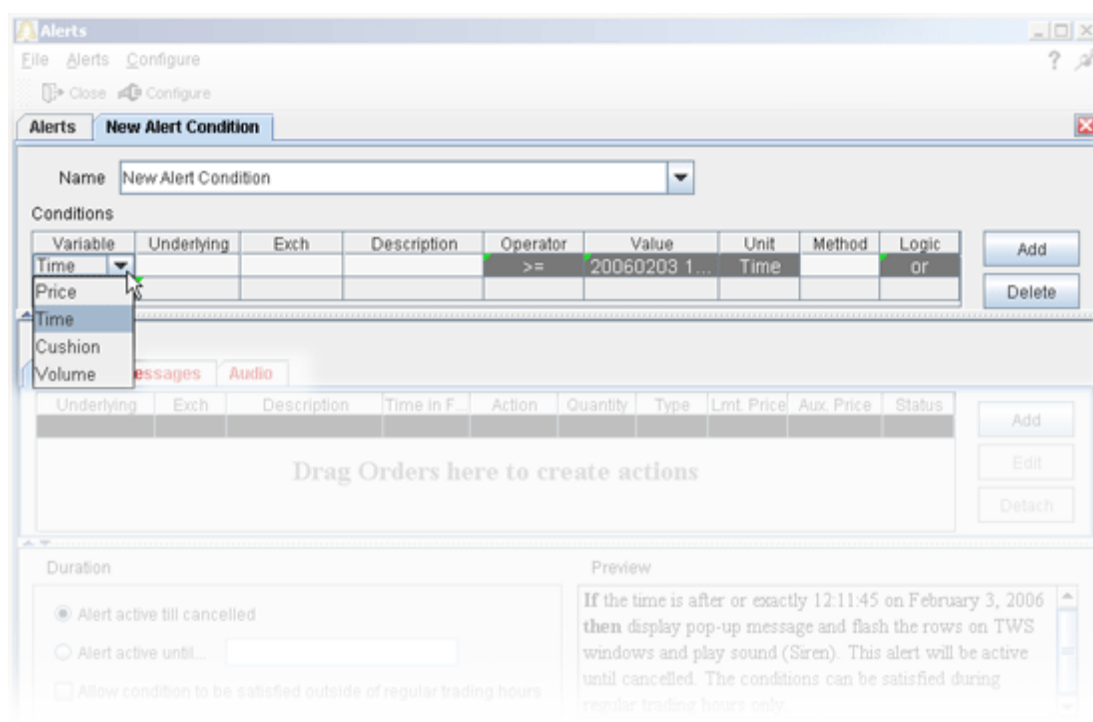 Alerts
File Alerts Configure ?
Close Configure
Alerts New Alert Condition
Name New Alert Condition
Conditions
Variable Underlying Exch Description Operator Value Unit Method Logic Add
Time >= 20060203 1... Time or
Price Delete
Time
Cushion
Volume essages Audio
Underlying Exch Description Time in F... Action Quantity Type Lmt. Price Aux. Price Status
Add
Drag Orders here to create actions Edit
Detach
Duration Preview
If the time is after or exactly 12:11:45 on February 3, 2006
Alert active till cancelled then display pop-up message and flash the rows on TWS
Alert active until... windows and play sound (Siren). This alert will be active
until cancelled. The conditions can be satisfied during
Allow condition to be satisfied outside of regular trading hours regular trading hours only.